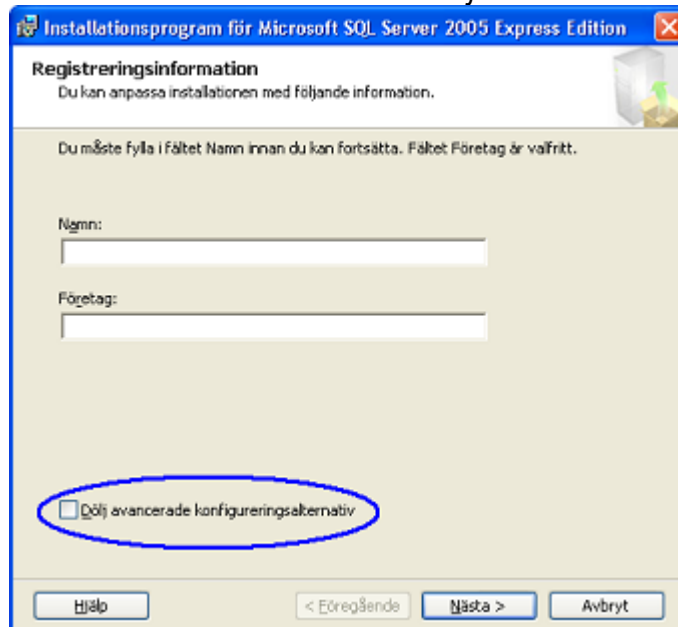 Installationsprogram för Microsoft SQL Server 2005 Express Edition
Registreringsinformation
Du kan anpassa installationen med följande information.
Du måste fylla i fältet Namn innan du kan fortsätta. Fältet Företag är valfritt.
Namn:
Företag:
Dölj avancerade konfigureringsalternativ
Hjälp
< Föregående
Nästa >
Avbryt